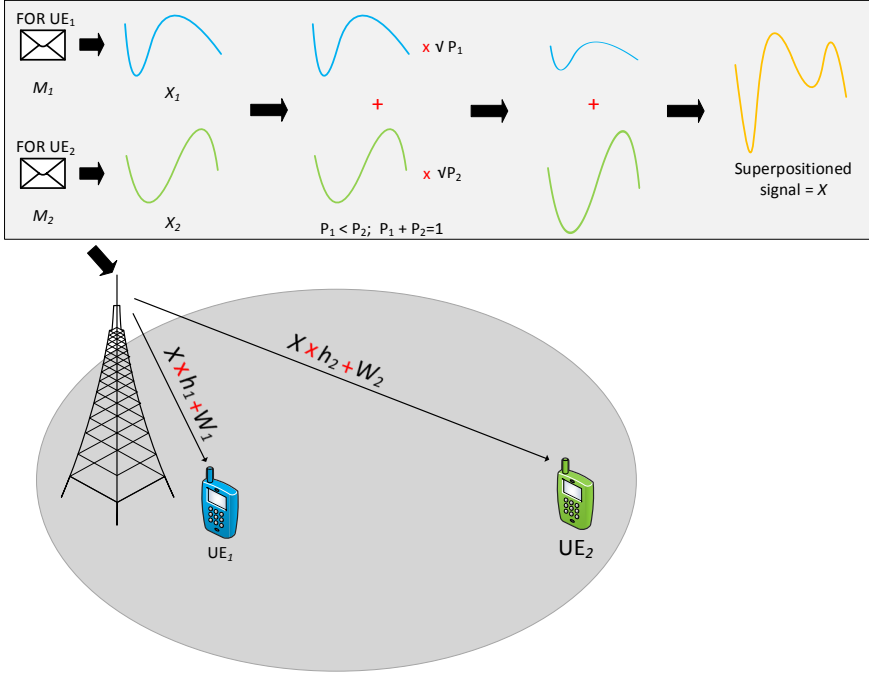 FOR UE₁
M₁
X₁
x √ P₁
+
+
FOR UE₂
M₂
X₂
x √P₂
P₁ < P₂; P₁ + P₂=1
Superpositioned
signal = X
X x h₁+W₁
X x h₂+W₂
UE₁
UE₂